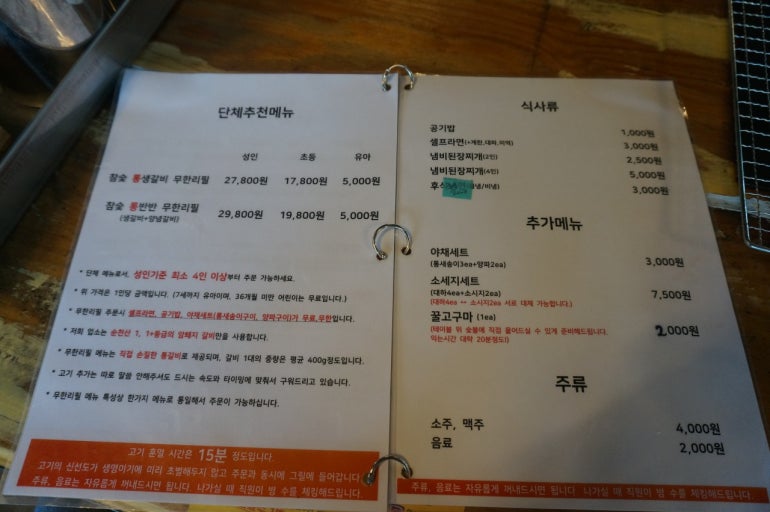 단체추천메뉴
성인 초등 유아
참숯 통생갈비 무한리필 27,800원 17,800원 5,000원
참숯 통반반 무한리필 29,800원 19,800원 5,000원
(생갈비+양념갈비)
* 단체 메뉴로서, 성인기준 최소 4인 이상부터 주문 가능하세요.
* 위 가격은 1인당 금액입니다. (7세까지 유아이며, 36개월 미만 어린이는 무료입니다.)
* 무한리필 주문시 셀프라면, 공기밥, 야채세트(통새송이구이, 양파구이)가 무료,무한입니다.
* 저희 업소는 순천산 1, 1+등급의 암퇘지 갈비만을 사용합니다.
* 무한리필 메뉴는 직접 손질한 통갈비로 제공되며, 갈비 1대의 중량은 평균 400g정도입니다.
* 고기 추가는 따로 말씀 안해주셔도 드시는 속도와 타이밍에 맞춰서 구워드리고 있습니다.
* 무한리필 메뉴 특성상 한가지 메뉴로 통일해서 주문이 가능하십니다.
고기 훈열 시간은 15분 정도입니다.
고기의 신선도가 생명이기에 미리 초벌해두지 않고 주문과 동시에 그릴에 들어갑니다.
주류, 음료는 자유롭게 꺼내드시면 됩니다. 나가실 때 직원이 병 수를 체킹해드립니다.
식사류
공기밥 1,000원
셀프라면(+계란,대파,미역) 3,000원
냄비된장찌개(2인) 2,500원
냄비된장찌개(4인) 5,000원
후식 3,000원
추가메뉴
야채세트 3,000원
(통새송이3ea+양파2ea)
소세지세트 7,500원
(대하4ea+소시지2ea)
(대하4ea ↔ 소시지2ea 서로 대체 가능합니다.)
꿀고구마 (1ea) 2,000원
(테이블 위 숯불에 직접 풀어드실 수 있게 준비해드립니다.
익는시간 대략 20분정도!)
주류
소주, 맥주 4,000원
음료 2,000원
주류, 음료는 자유롭게 꺼내드시면 됩니다. 나가실 때 직원이 병 수를 체킹해드립니다.